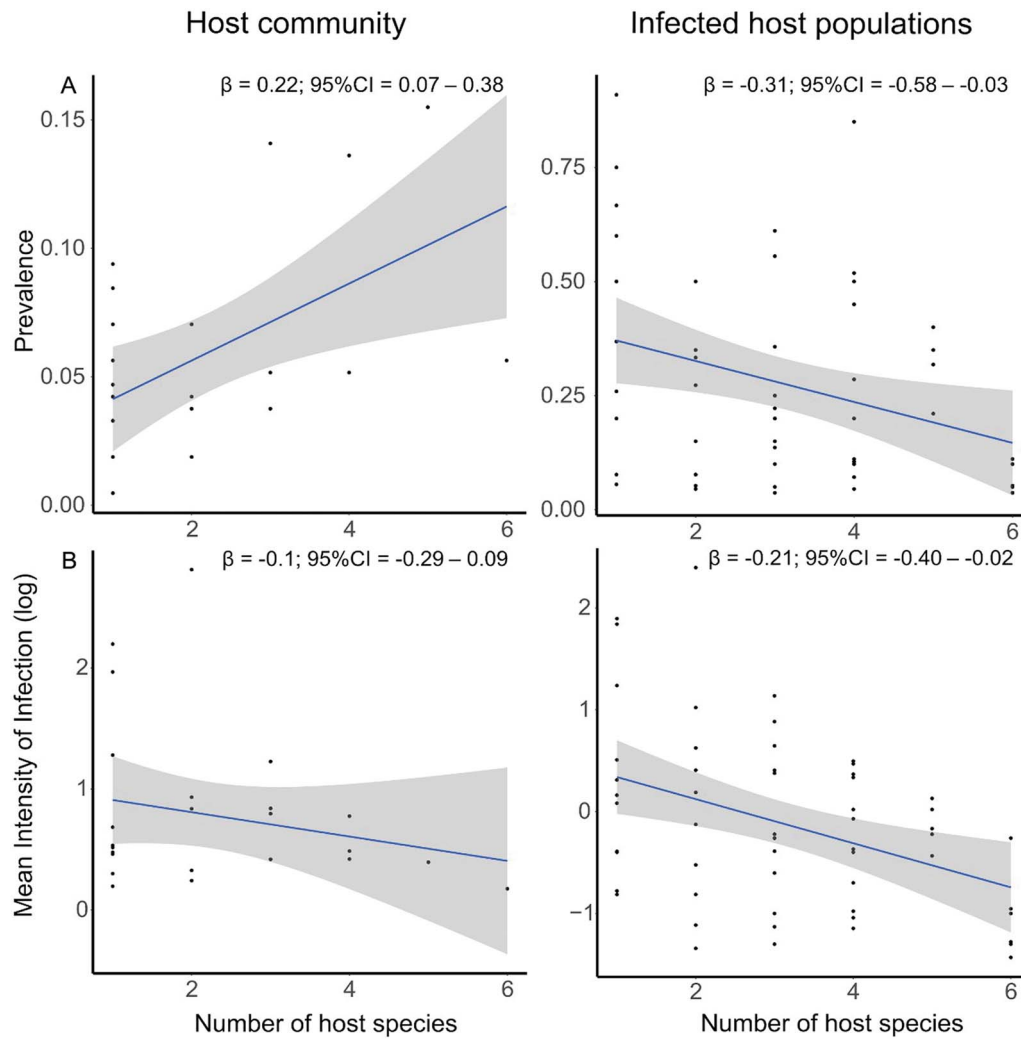 Host community
Infected host populations
A
β = 0.22; 95%CI = 0.07 – 0.38
β = -0.31; 95%CI = -0.58 – -0.03
Prevalence
0.15
0.10
0.05
0.00
2
4
6
0.75
0.50
0.25
0.00
2
4
6
B
β = -0.1; 95%CI = -0.29 – 0.09
β = -0.21; 95%CI = -0.40 – -0.02
Mean Intensity of Infection (log)
2
1
0
2
4
6
2
1
0
−1
2
4
6
Number of host species
Number of host species